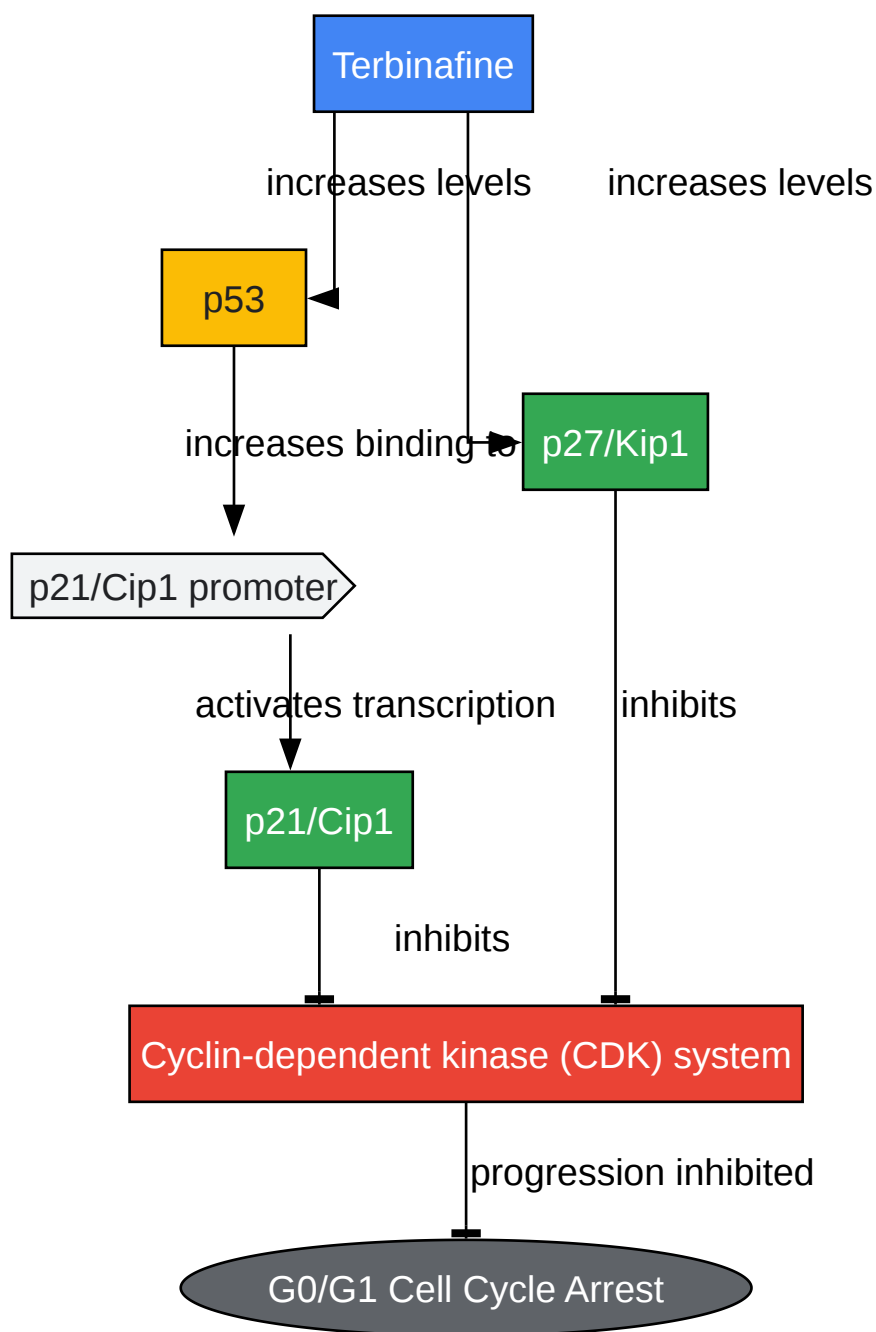 Terbinafine
increases levels
increases levels
p53
increases binding to
p27/Kip1
p21/Cip1 promoter
activates transcription
inhibits
p21/Cip1
inhibits
Cyclin-dependent kinase (CDK) system
progression inhibited
G0/G1 Cell Cycle Arrest